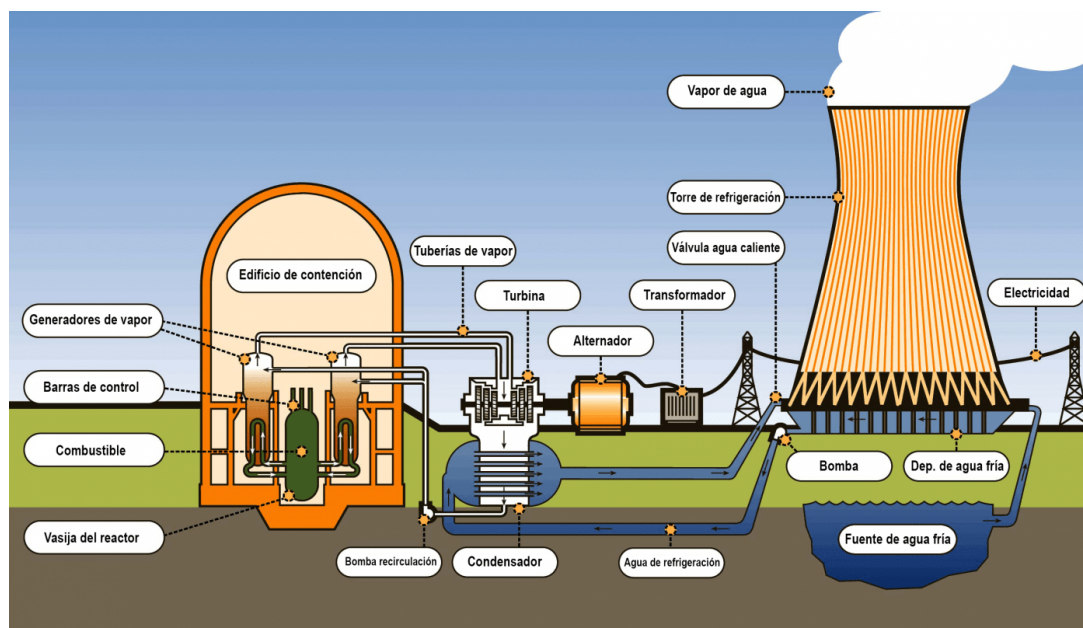 Vapor de agua
Torre de refrigeración
Tuberías de vapor
Válvula agua caliente
Edificio de contención
Turbina
Transformador
Electricidad
Generadores de vapor
Alternador
Barras de control
Combustible
Bomba
Dep. de agua fría
Vasija del reactor
Bomba recirculación
Condensador
Agua de refrigeración
Fuente de agua fría